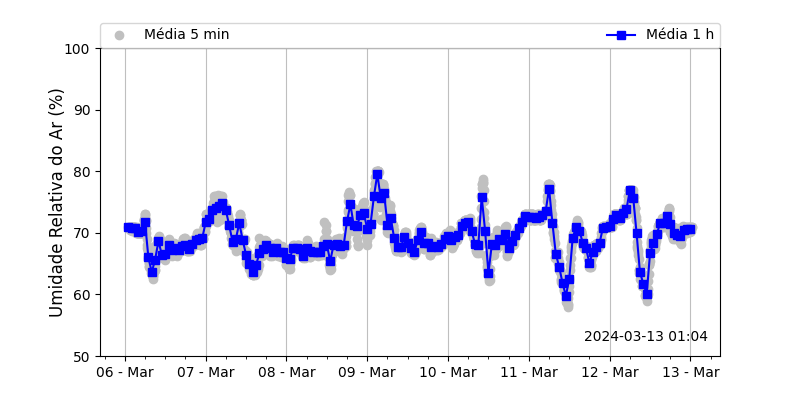 Média 5 min
Média 1 h
Umidade Relativa do Ar (%)
100
90
80
70
60
50
2024-03-13 01:04
06 - Mar
07 - Mar
08 - Mar
09 - Mar
10 - Mar
11 - Mar
12 - Mar
13 - Mar